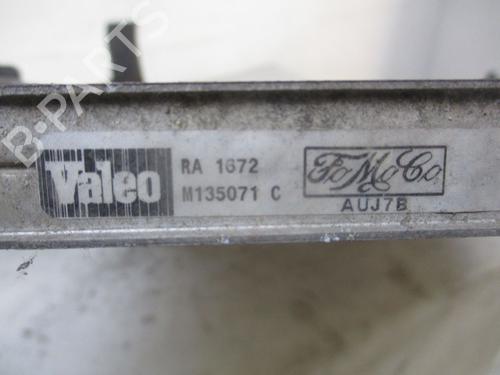 B-PARTS
Valeo
RA 1672
M135071 C
FoMoCo
AUJ7B